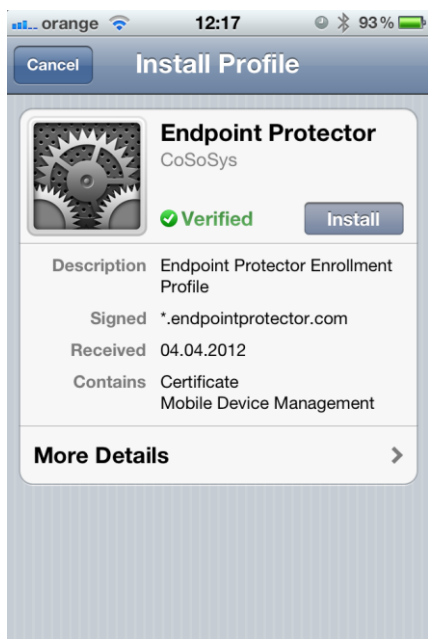 orange 12:17 93%
Cancel Install Profile
Endpoint Protector
CoSoSys
Verified Install
Description Endpoint Protector Enrollment
Profile
Signed *.endpointprotector.com
Received 04.04.2012
Contains Certificate
Mobile Device Management
More Details